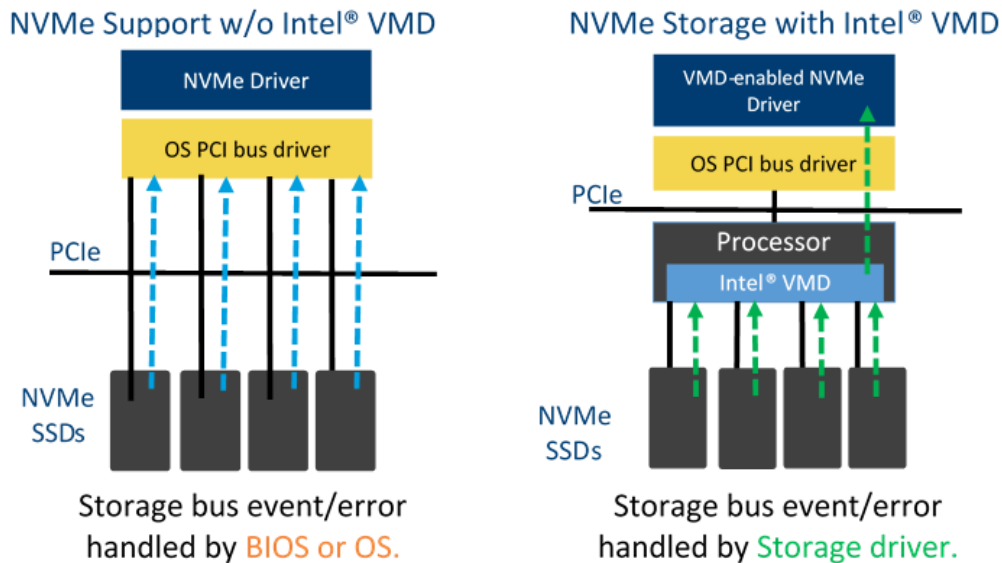 NVMe Support w/o Intel® VMD
NVMe Driver
OS PCI bus driver
PCIe
NVMe
SSDs
Storage bus event/error
handled by BIOS or OS.
NVMe Storage with Intel® VMD
VMD-enabled NVMe
Driver
OS PCI bus driver
PCIe
Processor
Intel® VMD
NVMe
SSDs
Storage bus event/error
handled by Storage driver.